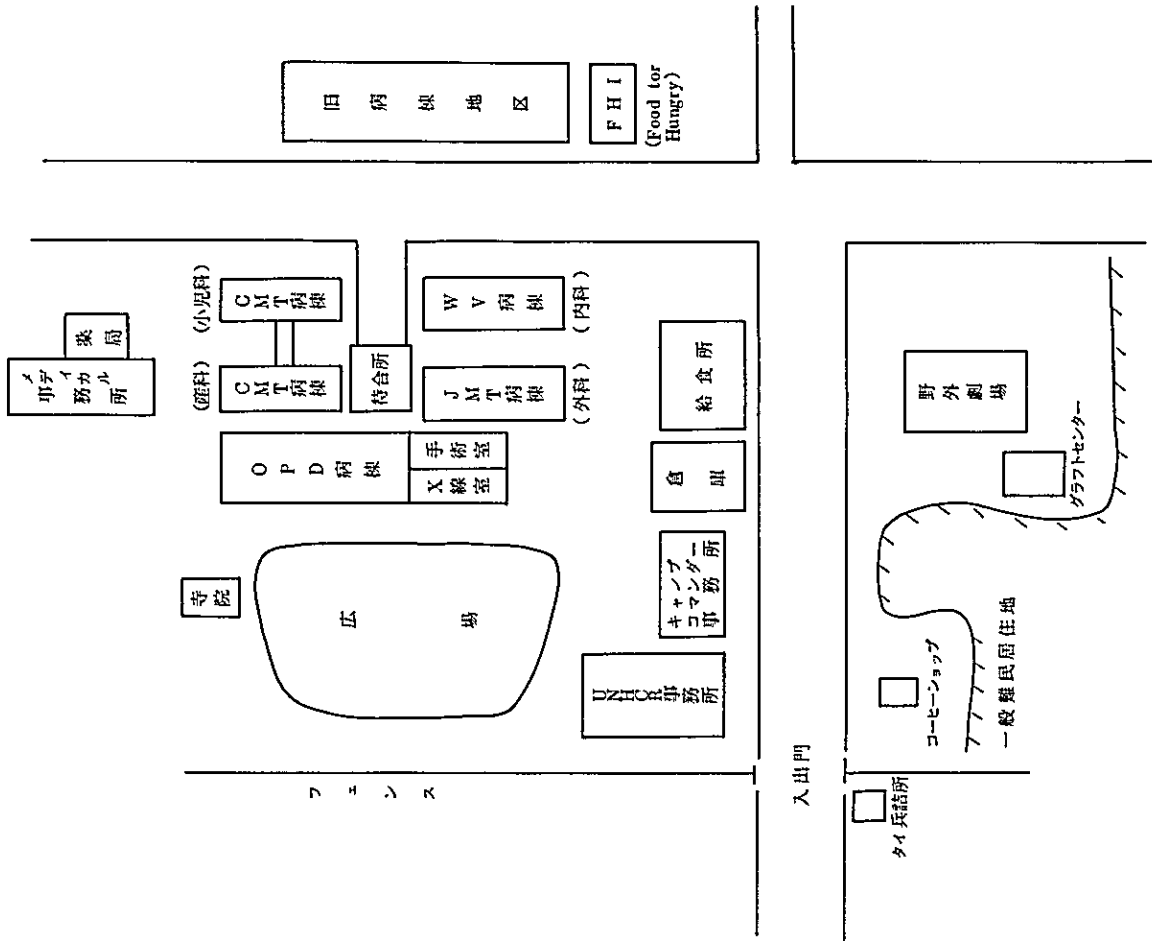 旧病棟地区
FHI
(Food tor
Hungry)
メディカル
事務所
薬局
(小児科)
CMT病棟
(産科)
CMT病棟
待合所
WV病棟
(内科)
JMT病棟
(外科)
OPD病棟
手術室
X線室
給食所
倉庫
キャンプ
コマンダー
事務所
UNHCR事務所
寺院
広場
フェンス
入出門
タイ兵詰所
コーヒーショップ
一般難民居住地
グラフトセンター
野外劇場